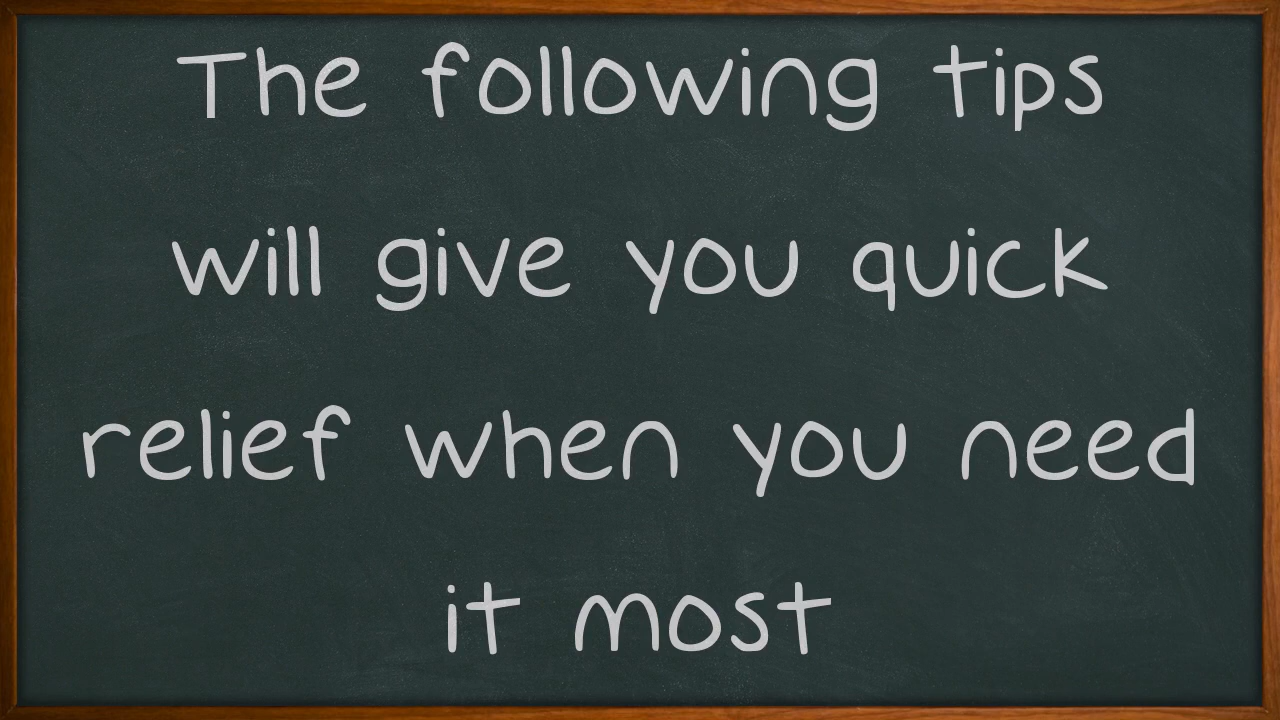 The following tips
will give you quick
relief when you need
it most